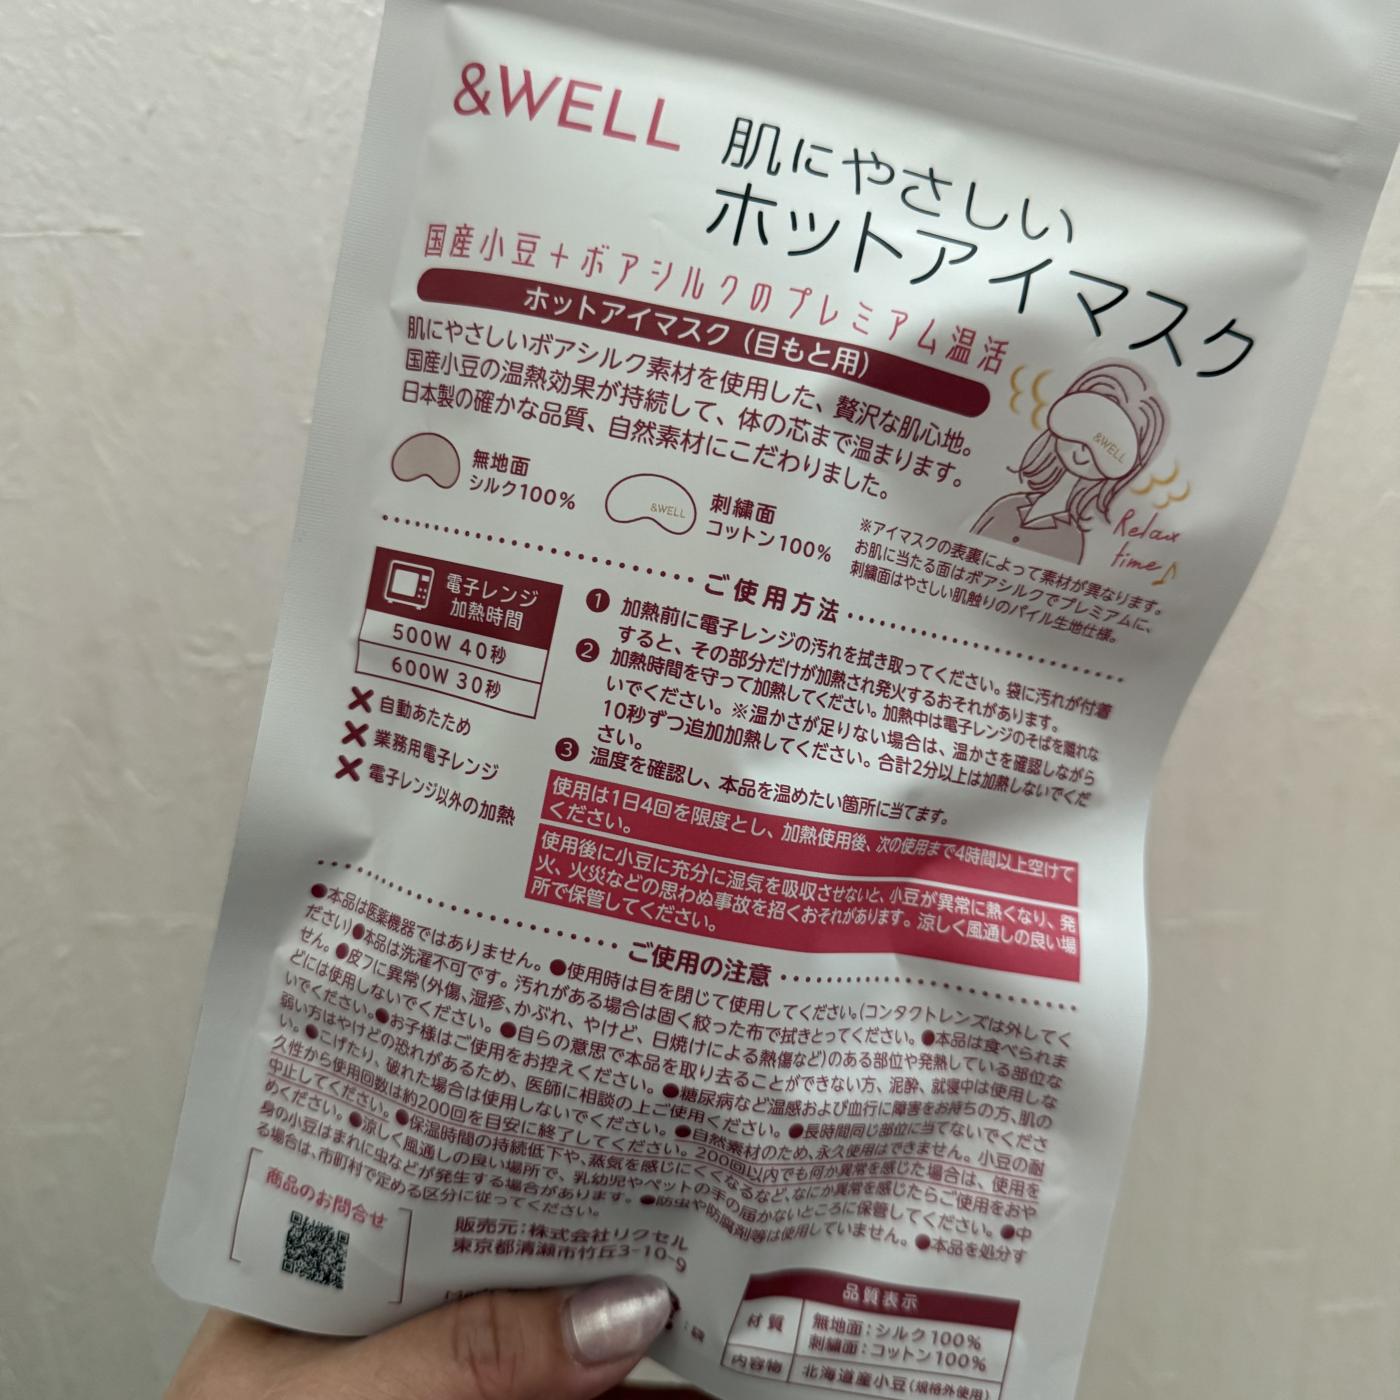 &WELL
肌にやさしい
ホットアイマスク
国産小豆+ボアシルクのプレミアム温活
ホットアイマスク（目もと用）
肌にやさしいボアシルク素材を使用した、贅沢な肌心地。
国産小豆の温熱効果が持続して、体の芯まで温まります。
日本製の確かな品質、自然素材にこだわりました。
&WELL
無地面
シルク100%
&WELL
刺繍面
コットン100%
Relax
time♪
※アイマスクの表裏によって素材が異なります。
お肌に当たる面はボアシルクでプレミアムに、
刺繍面はやさしい肌触りのパイル生地仕様。
電子レンジ
加熱時間
500W 40秒
600W 30秒
✕ 自動あたため
✕ 業務用電子レンジ
✕ 電子レンジ以外の加熱
ご使用方法
❶ 加熱前に電子レンジの汚れを拭き取ってください。袋に汚れが付着
すると、その部分だけが加熱され発火するおそれがあります。
❷ 加熱時間を守って加熱してください。加熱中は電子レンジのそばを離れな
いでください。※温かさが足りない場合は、温かさを確認しながら
10秒ずつ追加加熱してください。合計2分以上は加熱しないでくだ
さい。
❸ 温度を確認し、本品を温めたい箇所に当てます。
使用は1日4回を限度とし、加熱使用後、次の使用まで4時間以上空けて
ください。
使用後に小豆に充分に湿気を吸収させないと、小豆が異常に熱くなり、発
火、火災などの思わぬ事故を招くおそれがあります。涼しく風通しの良い場
所で保管してください。
ご使用の注意
●本品は医薬機器ではありません。●使用時は目を閉じて使用してください。(コンタクトレンズは外してく
ださい)●本品は洗濯不可です。汚れがある場合は固く絞った布で拭きとってください。●本品は食べられま
せん。●皮フに異常(外傷、湿疹、かぶれ、やけど、日焼けによる熱傷など)のある部位や発熱している部位な
どには使用しないでください。●自らの意思で本品を取り去ることができない方、泥酔、就寝中は使用しな
いでください。●お子様はご使用をお控えください。●糖尿病など温感および血行に障害をお持ちの方、肌の
弱い方はやけどの恐れがあるため、医師に相談の上ご使用ください。●長時間同じ部位に当てないでくださ
い。●こげたり、破れた場合は使用しないでください。●自然素材のため、永久使用はできません。小豆の耐
久性から使用回数は約200回を目安に終了してください。200回以内でも何か異常を感じた場合は、使用を
中止してください。●保温時間の持続低下や、蒸気を感じにくくなるなど、なにか異常を感じたらご使用をおや
めください。●涼しく風通しの良い場所で、乳幼児やペットの手の届かないところに保管してください。●中
身の小豆はまれに虫などが発生する場合があります。●防虫や防腐剤等は使用していません。●本品を処分す
る場合は、市町村で定める区分に従ってください。
商品のお問合せ
販売元：株式会社リクセル
東京都清瀬市竹丘3-10-9
品質表示
材質
無地面：シルク100%
刺繍面：コットン100%
内容物
北海道産小豆(規格外使用)